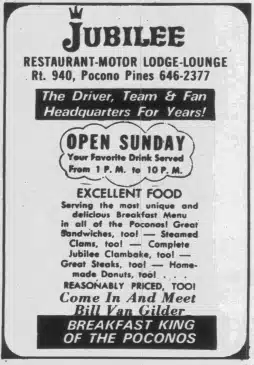 JUBILEE
RESTAURANT-MOTOR LODGE-LOUNGE
Rt. 940, Pocono Pines 646-2377
The Driver, Team & Fan
Headquarters For Years!
OPEN SUNDAY
Your Favorite Drink Served
From 1 P.M. to 10 P.M.
EXCELLENT FOOD
Serving the most unique and
delicious Breakfast Menu
in all of the Poconos! Great
Sandwiches, too! — Steamed
Clams, too! — Complete
Jubilee Clambake, too! —
Great Steaks, too! — Home-
made Donuts, too! . . .
REASONABLY PRICED, TOO!
Come In And Meet
Bill Van Gilder
BREAKFAST KING
OF THE POCONOS